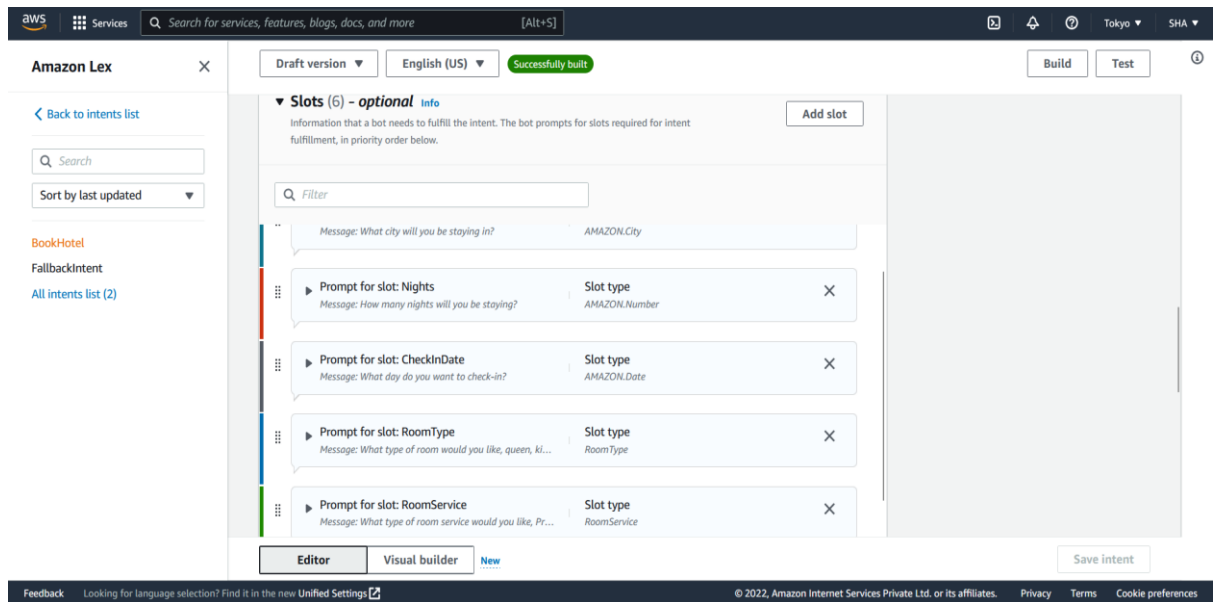 aws
Services
Search for services, features, blogs, docs, and more
[Alt+S]
Tokyo ▼
SHA ▼
Amazon Lex
Draft version ▼
English (US) ▼
Successfully built
Build
Test
Back to intents list
Search
Sort by last updated
BookHotel
FallbackIntent
All intents list (2)
▼ Slots (6) - optional Info
Information that a bot needs to fulfill the intent. The bot prompts for slots required for intent
fulfillment, in priority order below.
Add slot
Filter
Message: What city will you be staying in?
AMAZON.City
Prompt for slot: Nights
Slot type
Message: How many nights will you be staying?
AMAZON.Number
Prompt for slot: CheckInDate
Slot type
Message: What day do you want to check-in?
AMAZON.Date
Prompt for slot: RoomType
Slot type
Message: What type of room would you like, queen, ki...
RoomType
Prompt for slot: RoomService
Slot type
Message: What type of room service would you like, Pr...
RoomService
Editor
Visual builder
New
Save intent
Feedback
Looking for language selection? Find it in the new Unified Settings
© 2022, Amazon Internet Services Private Ltd. or its affiliates.
Privacy
Terms
Cookie preferences